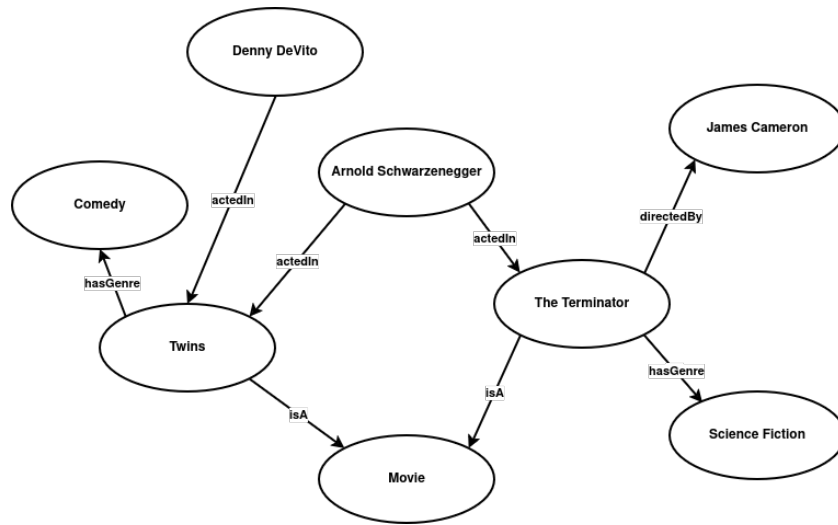 Denny DeVito
James Cameron
Arnold Schwarzenegger
Comedy
actedIn
directedBy
actedIn
actedIn
hasGenre
The Terminator
Twins
hasGenre
isA
isA
Science Fiction
Movie